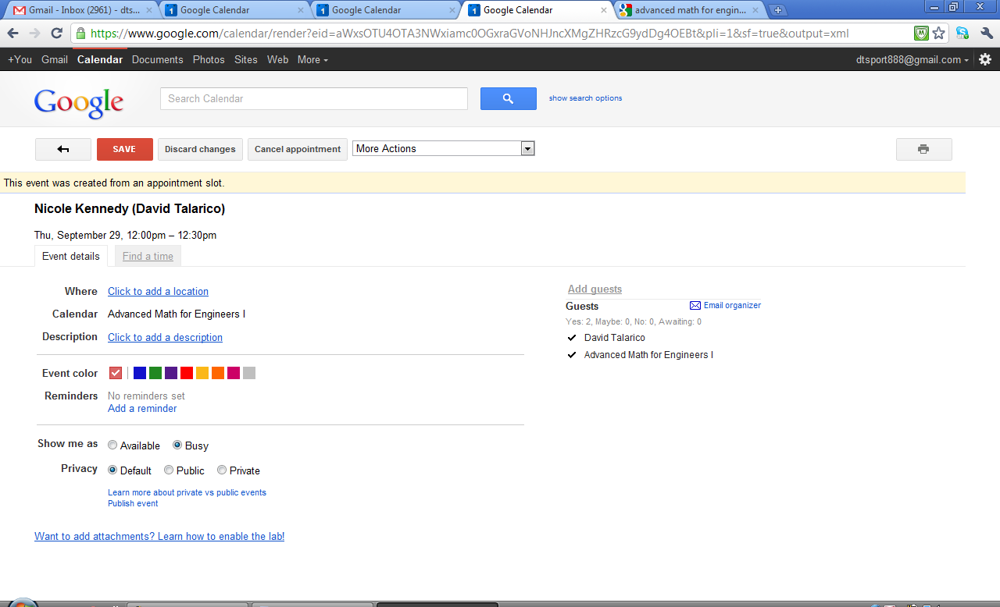 Gmail - Inbox (2961) - dts...
Google Calendar
Google Calendar
Google Calendar
advanced math for engin...
https://www.google.com/calendar/render?eid=aWxsOTU4OTA3NWxiamc0OGxraGVoNHJncXMgZHRzcG9ydDg4OEBt&pli=1&sf=true&output=xml
+You Gmail Calendar Documents Photos Sites Web More dtsport888@gmail.com
Google
Search Calendar
show search options
SAVE Discard changes Cancel appointment More Actions
This event was created from an appointment slot.
Nicole Kennedy (David Talarico)
Thu, September 29, 12:00pm – 12:30pm
Event details Find a time
Where Click to add a location
Calendar Advanced Math for Engineers I
Description Click to add a description
Event color
Reminders No reminders set
Add a reminder
Show me as Available Busy
Privacy Default Public Private
Learn more about private vs public events
Publish event
Want to add attachments? Learn how to enable the lab!
Add guests
Guests Email organizer
Yes: 2, Maybe: 0, No: 0, Awaiting: 0
David Talarico
Advanced Math for Engineers I